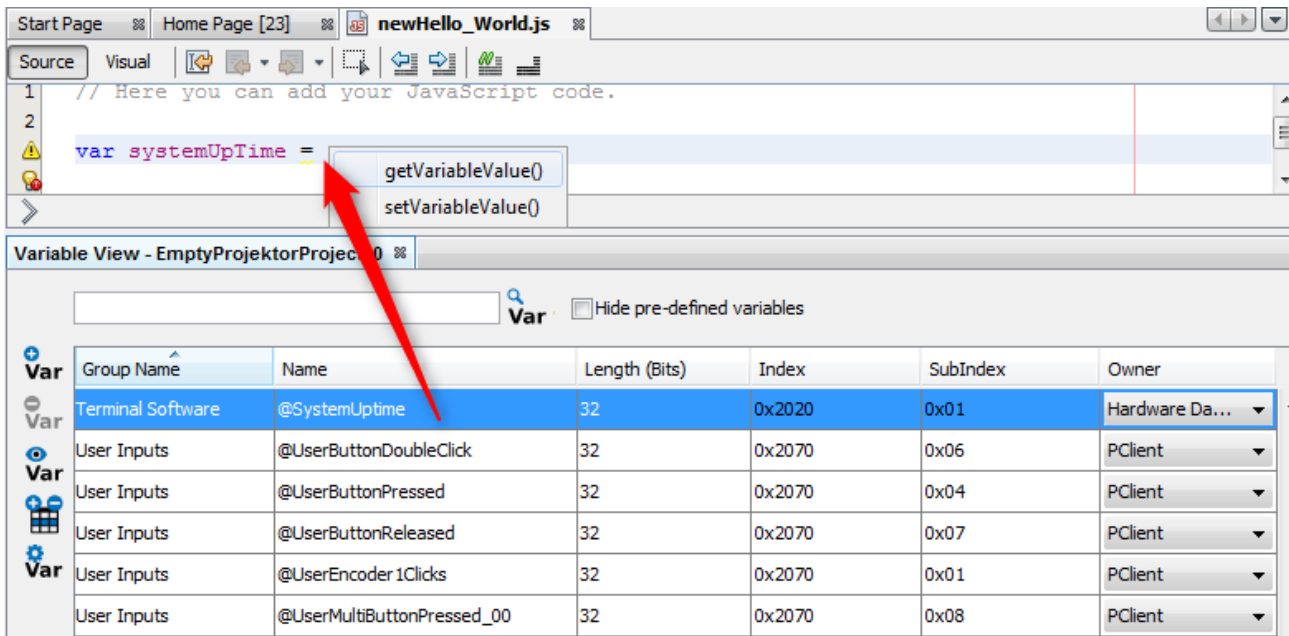 Start Page Home Page [23] newHello_World.js
Source Visual
1 // Here you can add your JavaScript code.
2
var systemUpTime =
getVariableValue()
setVariableValue()
Variable View - EmptyProjektorProjec 0
Var Hide pre-defined variables
Var Group Name Name Length (Bits) Index SubIndex Owner
Var Terminal Software @SystemUptime 32 0x2020 0x01 Hardware Da...
Var User Inputs @UserButtonDoubleClick 32 0x2070 0x06 PClient
User Inputs @UserButtonPressed 32 0x2070 0x04 PClient
User Inputs @UserButtonReleased 32 0x2070 0x07 PClient
Var User Inputs @UserEncoder1Clicks 32 0x2070 0x01 PClient
User Inputs @UserMultiButtonPressed_00 32 0x2070 0x08 PClient